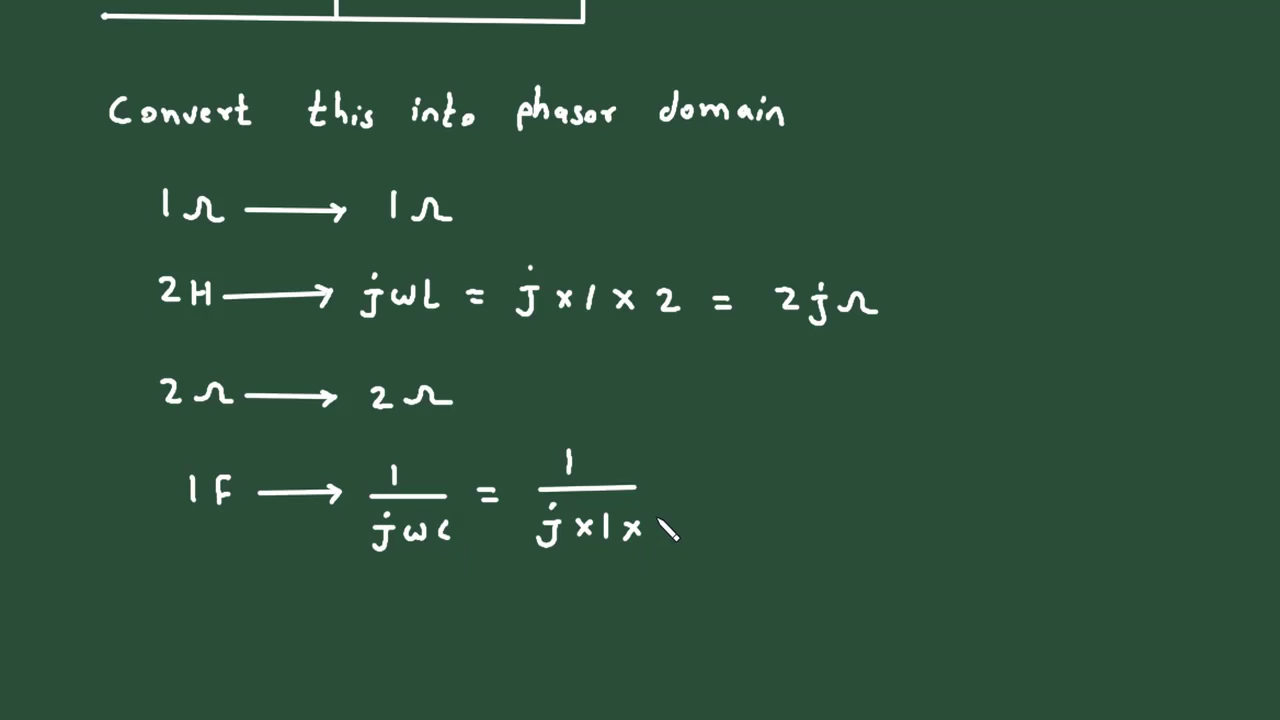 Convert this into phasor domain
1Ω ⟶ 1Ω
2H ⟶ jωL = j×1×2 = 2jΩ
2Ω ⟶ 2Ω
1F ⟶ 1/jωC = 1/j×1×